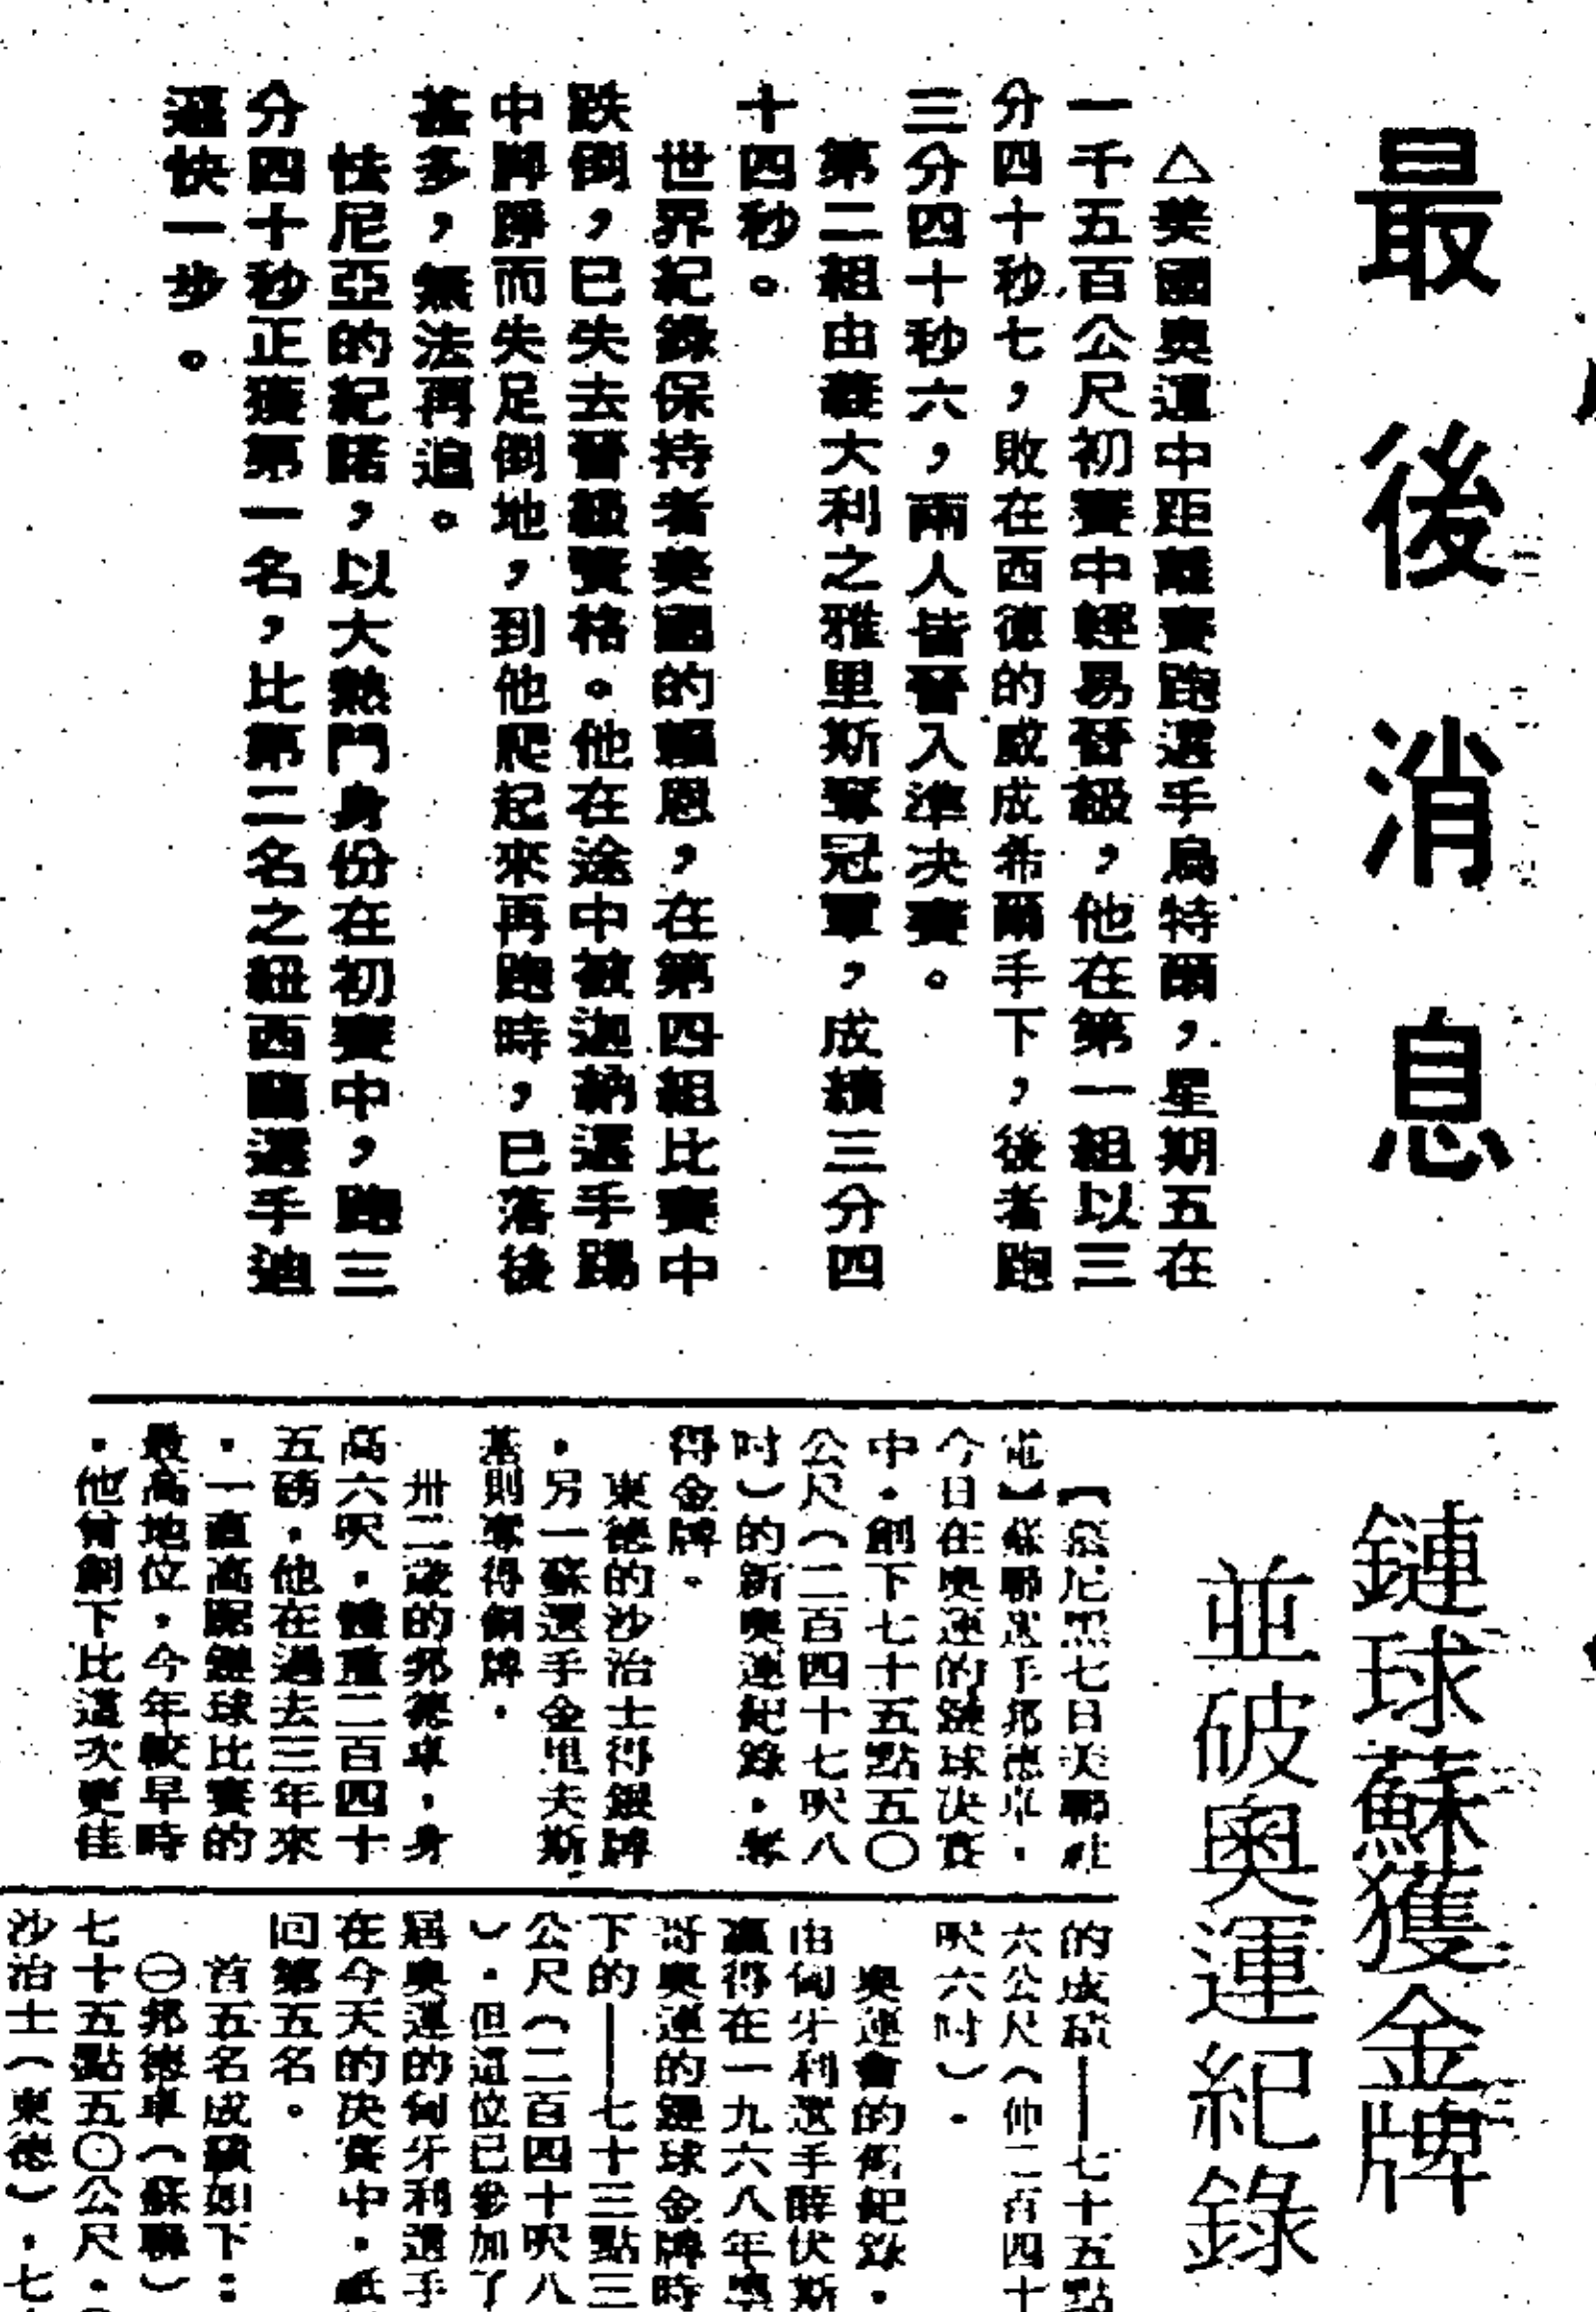 最後消息
△美國奧運中距離賽跑選手烏特爾，星期五在
一千五百公尺初賽中輕易晉級，他在第一組以三
分四十秒七，敗在西德的威成希爾手下，後者跑
三分四十秒六，兩人皆晉入準決賽。
第二組由義大利之雅里斯奪冠軍，成績三分四
十四秒。
世界紀錄保持者美國的賴恩，在第四組比賽中
跌倒，已失去晉級資格。他在途中被迦納選手踢
中脚踭而失足倒地，到他爬起來再跑時，已落後
甚多，無法再追。
怯尼亞的紀諾，以大熱門身份在初賽中，跑三
分四十秒正獲第一名，比第二名之紐西蘭選手迪
遜快一步。
鏈球蘇獲金牌
並破奧運紀錄
【慕尼黑七日美聯社
電】蘇聯選手邦德卓．
今日在奧運的鏈球決賽
中．創下七十五點五〇
公尺（二百四十七呎八
吋）的新奧運紀錄．奪
得金牌。
東德的沙治士得銀牌
．另一蘇選手金里夫斯
基則奪得銅牌．
卅二歲的邦德卓．身
高六呎．體重二百四十
五磅．他在過去三年來
．一直高踞鏈球比賽的
最高地位．今年較早時
．他曾創下比這次更佳
的成績——七十五點
六公尺（二百四十
呎六吋）．
奧運會的舊紀錄．
由匈牙利選手薛伏斯
贏得在一九六八年墨
哥奧運的鏈球金牌時
下的——七十三點三
公尺（二百四十呎八
）．但這位已參加了
屆奧運的匈牙利選手
在今天的決賽中．祇
回第五名。
首五名成績如下：
㊀邦德卓（蘇聯）
七十五點五〇公尺．
沙治士（東德）．七